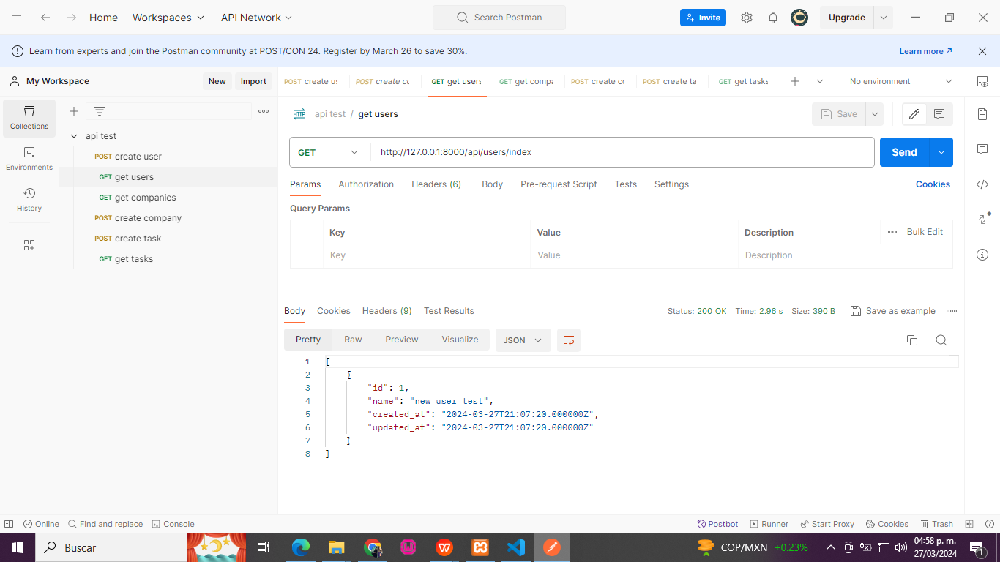 Home Workspaces API Network Search Postman Invite Upgrade
Learn from experts and join the Postman community at POST/CON 24. Register by March 26 to save 30%. Learn more
My Workspace New Import
POST create us POST create co GET get users GET get compa POST create co POST create ta GET get tasks No environment
Collections
Environments
History
api test
POST create user
GET get users
GET get companies
POST create company
POST create task
GET get tasks
HTTP api test / get users Save
GET http://127.0.0.1:8000/api/users/index Send
Params Authorization Headers (6) Body Pre-request Script Tests Settings Cookies
Query Params
Key Value Description Bulk Edit
Key Value Description
Body Cookies Headers (9) Test Results Status: 200 OK Time: 2.96 s Size: 390 B Save as example
Pretty Raw Preview Visualize JSON
1 [
2 {
3 "id": 1,
4 "name": "new user test",
5 "created_at": "2024-03-27T21:07:20.000000Z",
6 "updated_at": "2024-03-27T21:07:20.000000Z"
7 }
8 ]
Online Find and replace Console Postbot Runner Start Proxy Cookies Trash
Buscar COP/MXN +0.23% 04:58 p. m.
27/03/2024 1